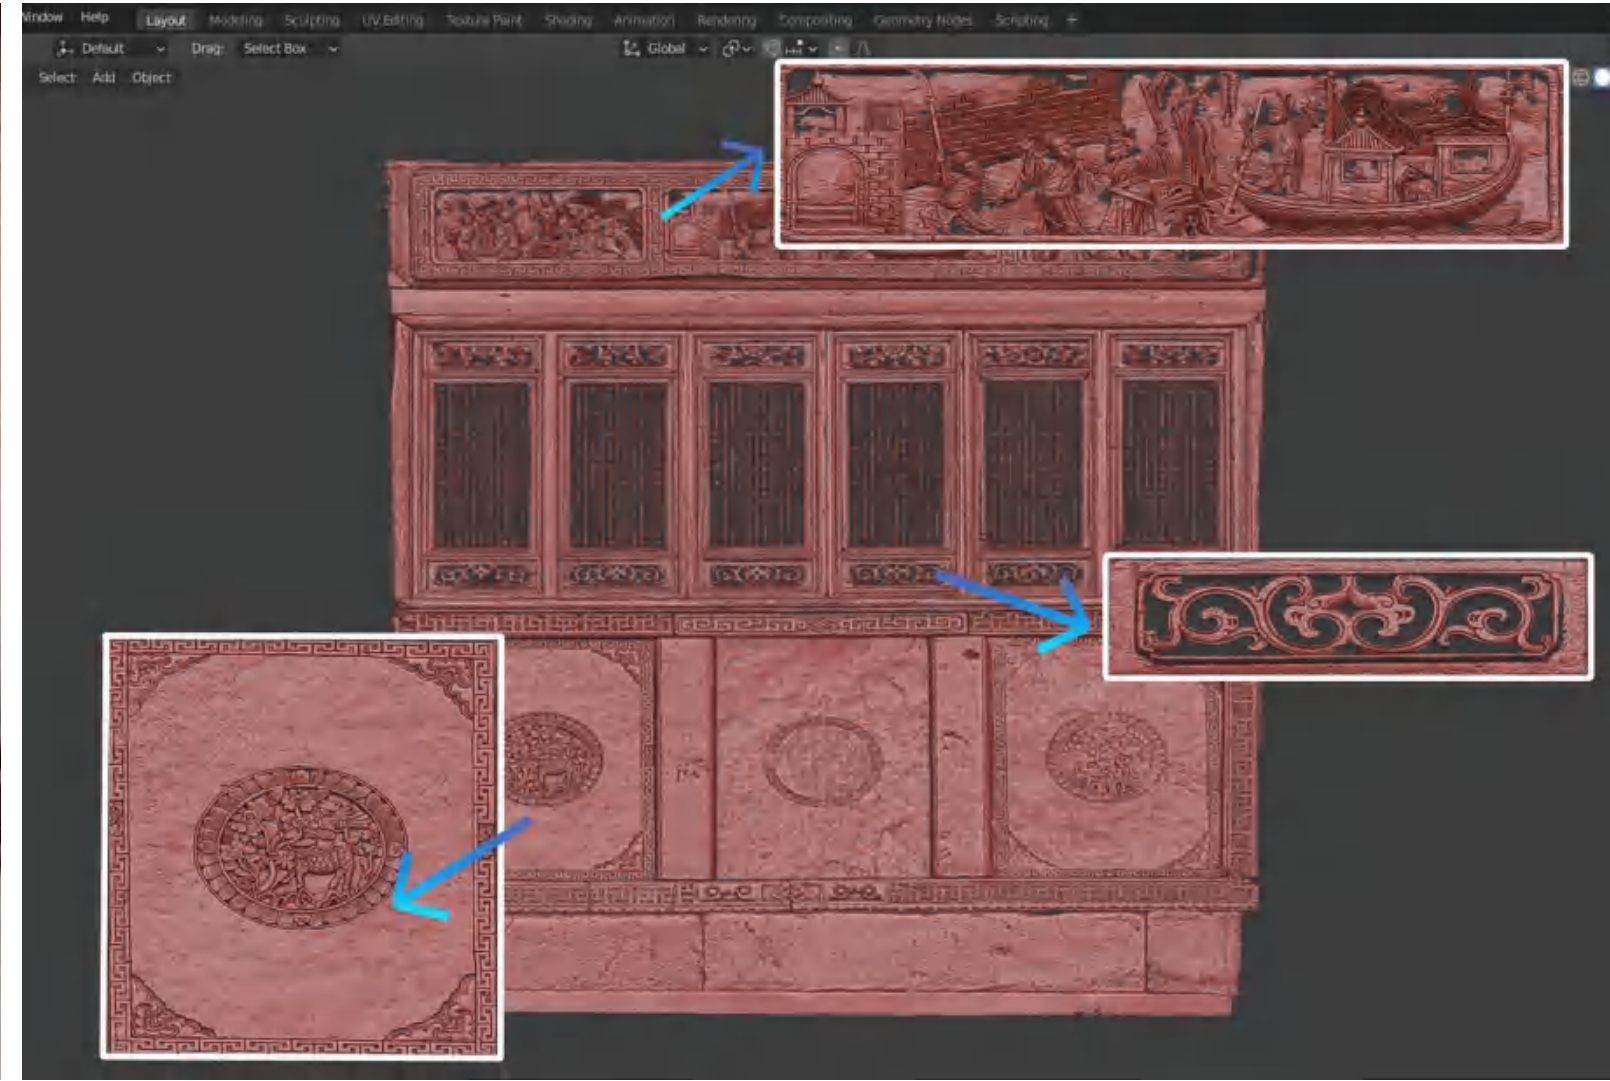 Window Help Layout Modeling Sculpting UV Editing Texture Paint Shading Animation Rendering Compositing Geometry Nodes Scripting +
Default Drag: Select Box Global
Select Add Object